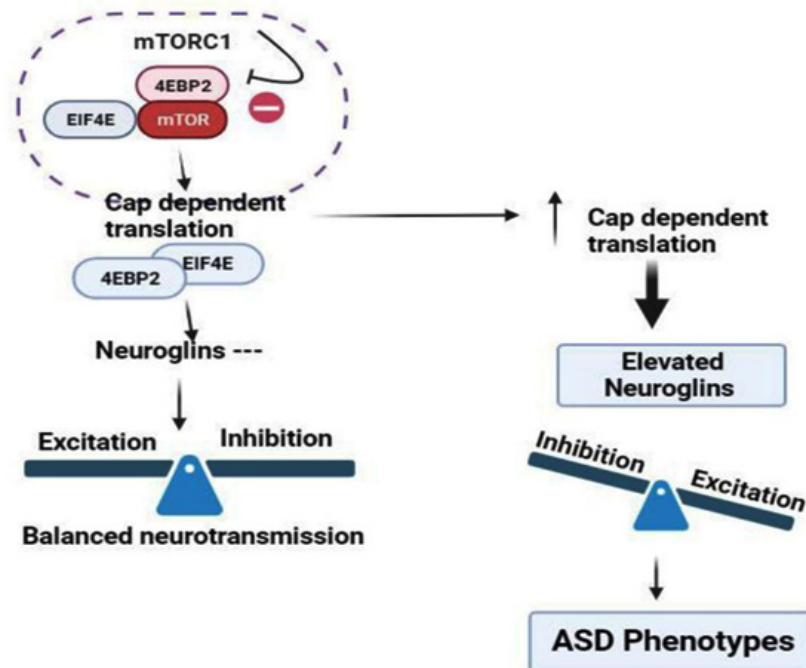 mTORC1
4EBP2
EIF4E
mTOR
Cap dependent
translation
EIF4E
4EBP2
Neuroglins ---
Excitation
Inhibition
Balanced neurotransmission
Cap dependent
translation
Elevated
Neuroglins
Inhibition
Excitation
ASD Phenotypes